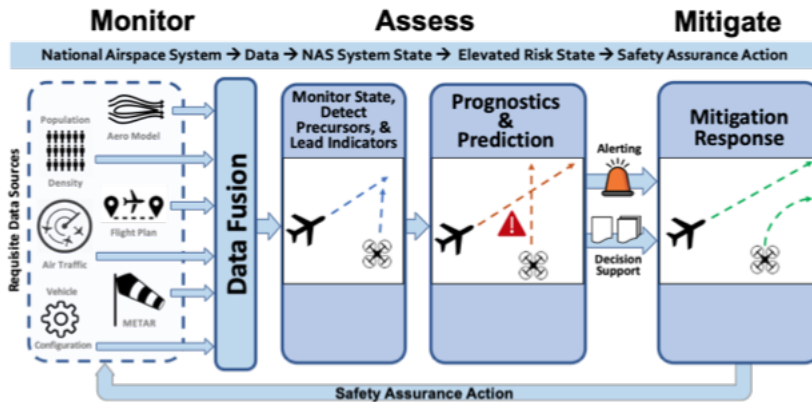 Monitor
Assess
Mitigate
National Airspace System → Data → NAS System State → Elevated Risk State → Safety Assurance Action
Requisite Data Sources
Population
Density
Aero Model
Flight Plan
Air Traffic
Vehicle
Configuration
METAR
Data Fusion
Monitor State,
Detect
Precursors, &
Lead Indicators
Prognostics
&
Prediction
Alerting
Decision
Support
Mitigation
Response
Safety Assurance Action